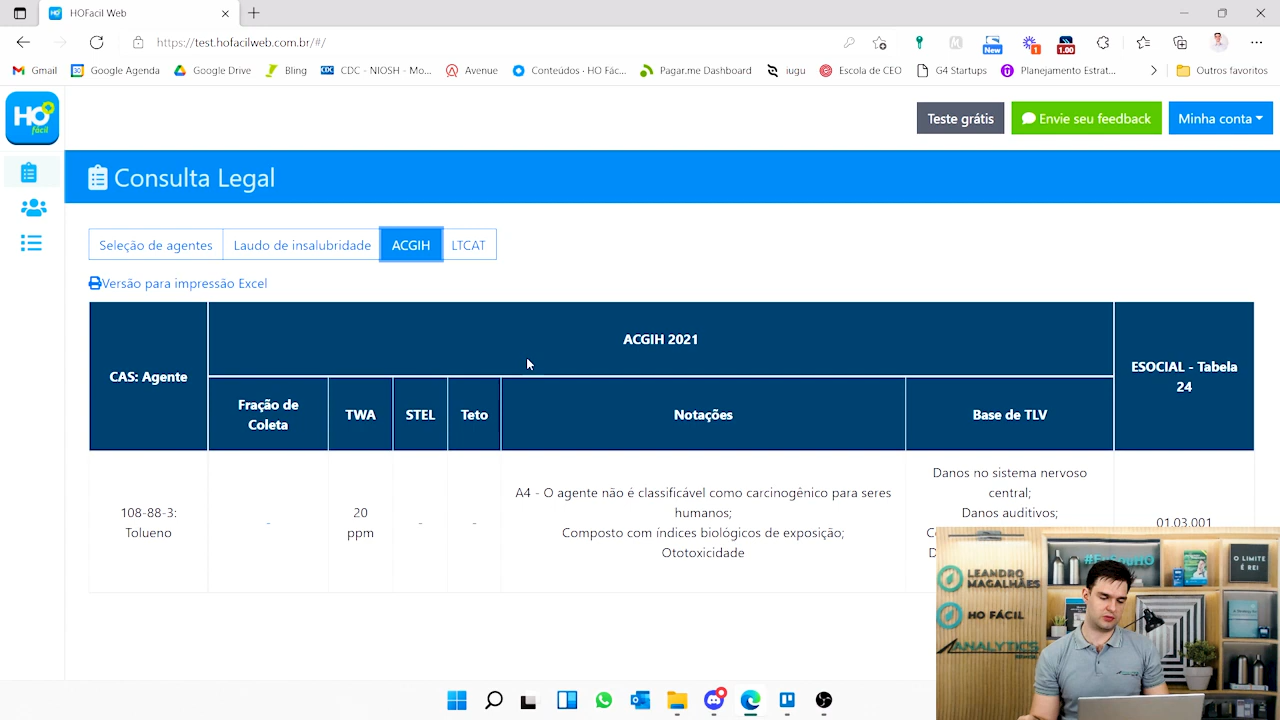 HOFacil Web
https://test.hofacilweb.com.br/#/
New
1
1.00
Gmail
Google Agenda
Google Drive
Bling
CDC - NIOSH - Mo...
Avenue
Conteúdos · HO Fác...
Pagar.me Dashboard
iugu
Escola de CEO
G4 Startups
Planejamento Estrat...
Outros favoritos
HO
fácil
Teste grátis
Envie seu feedback
Minha conta
Consulta Legal
Seleção de agentes
Laudo de insalubridade
ACGIH
LTCAT
Versão para impressão Excel
CAS: Agente
ACGIH 2021
ESOCIAL - Tabela
24
Fração de
Coleta
TWA
STEL
Teto
Notações
Base de TLV
108-88-3:
Tolueno
-
20
ppm
-
-
A4 - O agente não é classificável como carcinogênico para seres
humanos;
Composto com índices biológicos de exposição;
Ototoxicidade
Danos no sistema nervoso
central;
Danos auditivos;
01.03.001
#EuSouHO
O LIMITE
É REI
LEANDRO
MAGALHÃES
HO FÁCIL
ANALYTICS